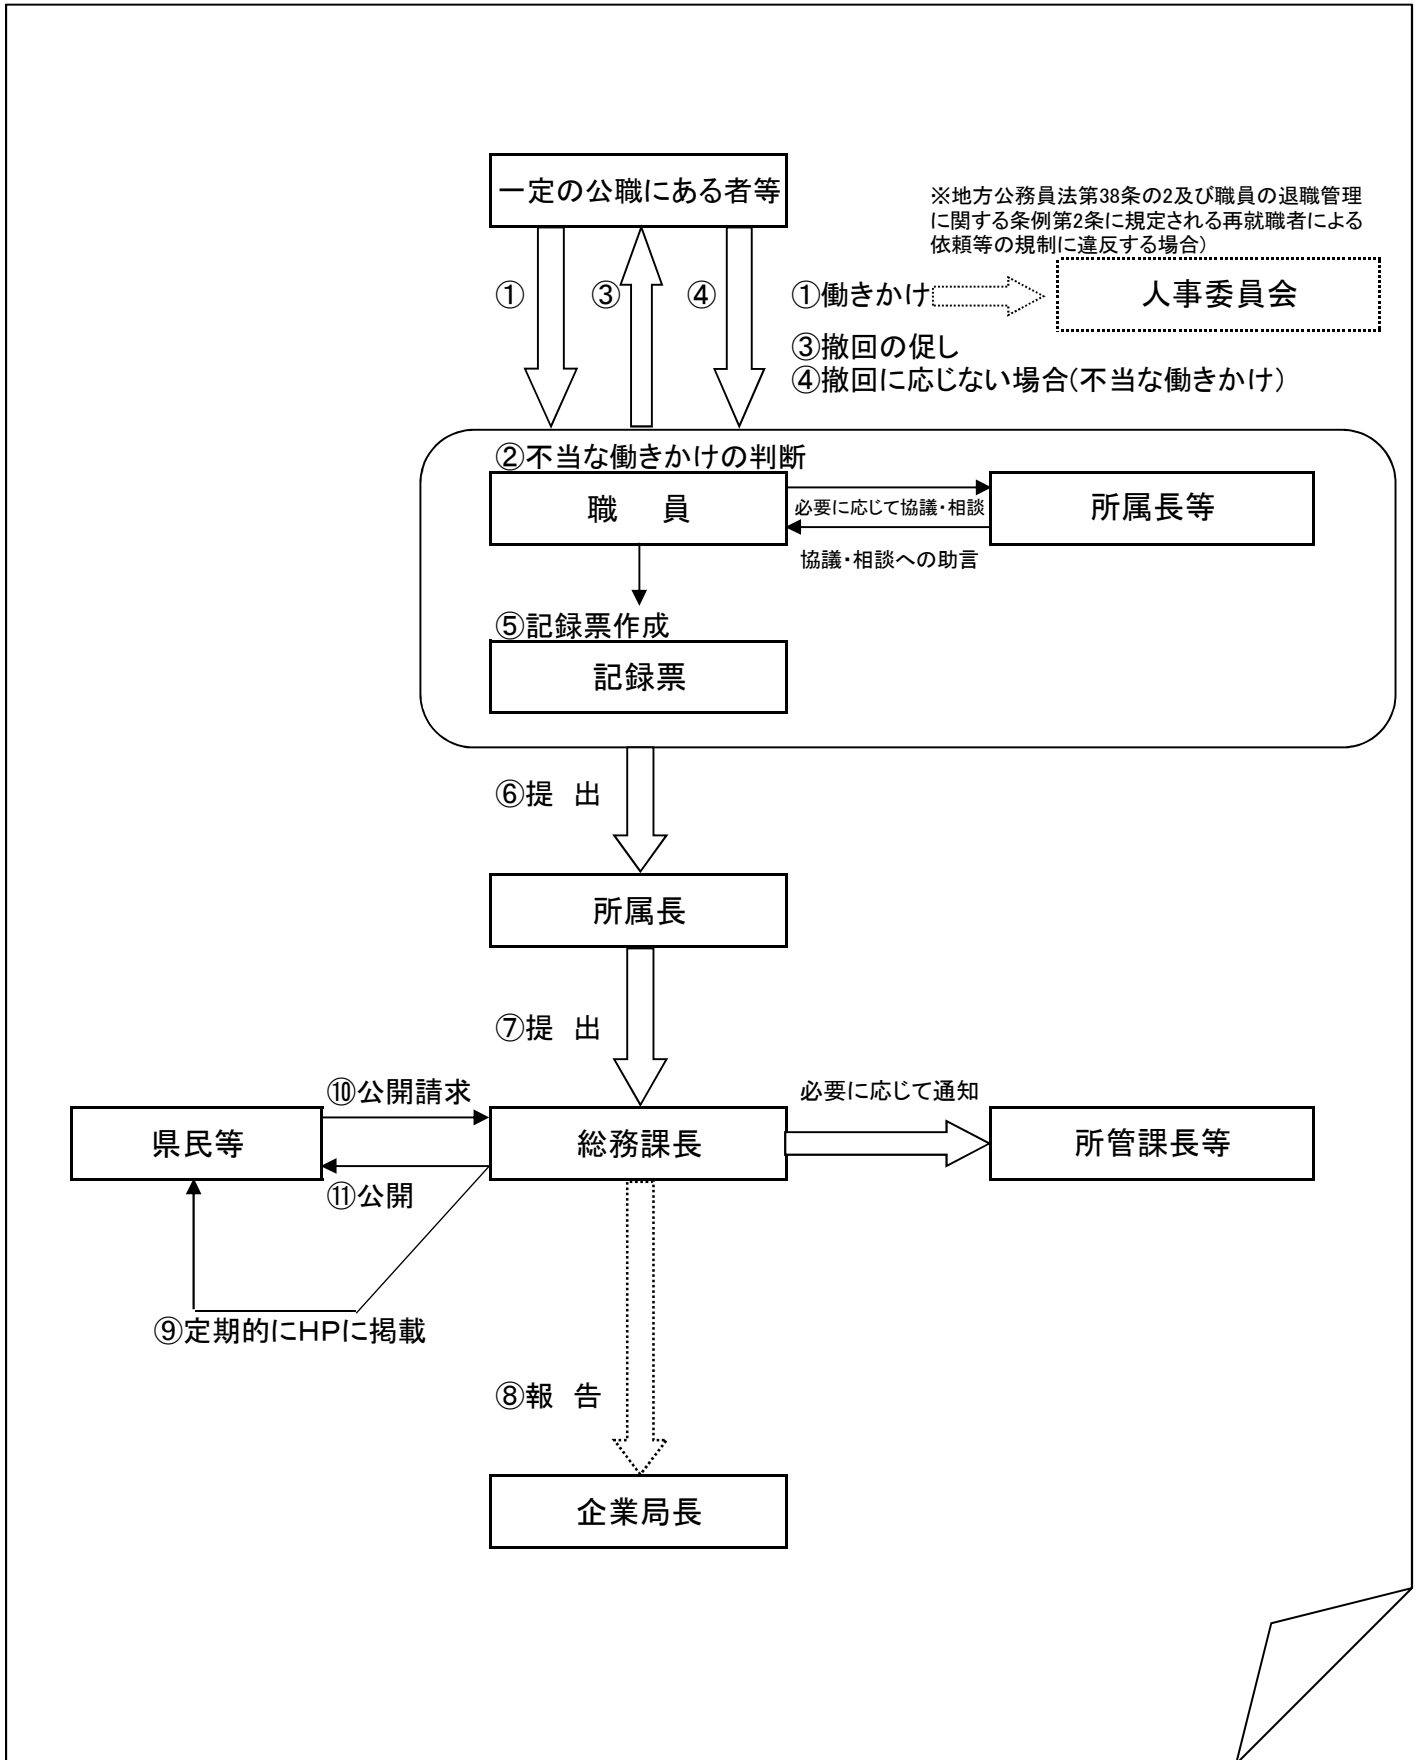 一定の公職にある者等
※地方公務員法第38条の2及び職員の退職管理
に関する条例第2条に規定される再就職者による
依頼等の規制に違反する場合)
①
③
④
①働きかけ
人事委員会
③撤回の促し
④撤回に応じない場合(不当な働きかけ)
②不当な働きかけの判断
職　員
必要に応じて協議・相談
所属長等
協議・相談への助言
⑤記録票作成
記録票
⑥提　出
所属長
⑦提　出
⑩公開請求
必要に応じて通知
県民等
総務課長
所管課長等
⑪公開
⑨定期的にHPに掲載
⑧報　告
企業局長